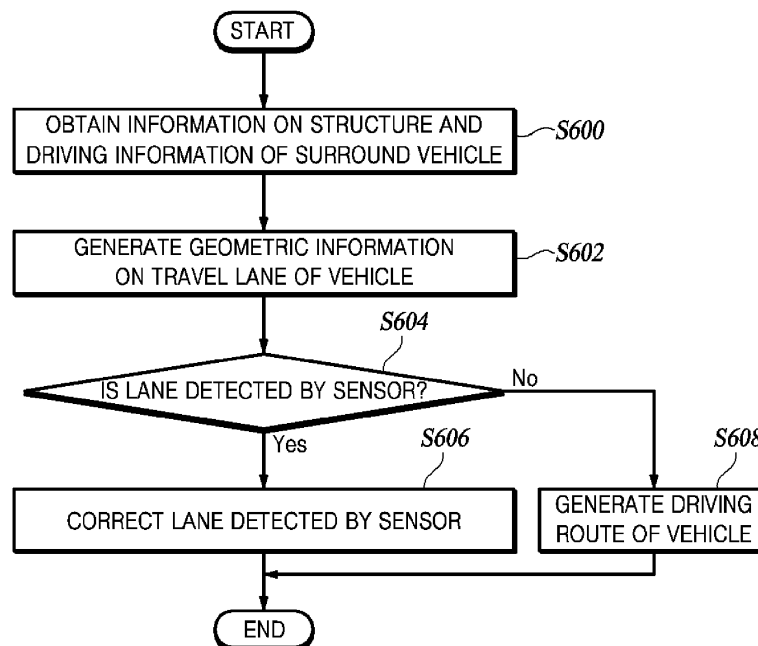 START
OBTAIN INFORMATION ON STRUCTURE AND
DRIVING INFORMATION OF SURROUND VEHICLE
S600
GENERATE GEOMETRIC INFORMATION
ON TRAVEL LANE OF VEHICLE
S602
S604
IS LANE DETECTED BY SENSOR?
No
Yes
S606
S608
CORRECT LANE DETECTED BY SENSOR
GENERATE DRIVING
ROUTE OF VEHICLE
END